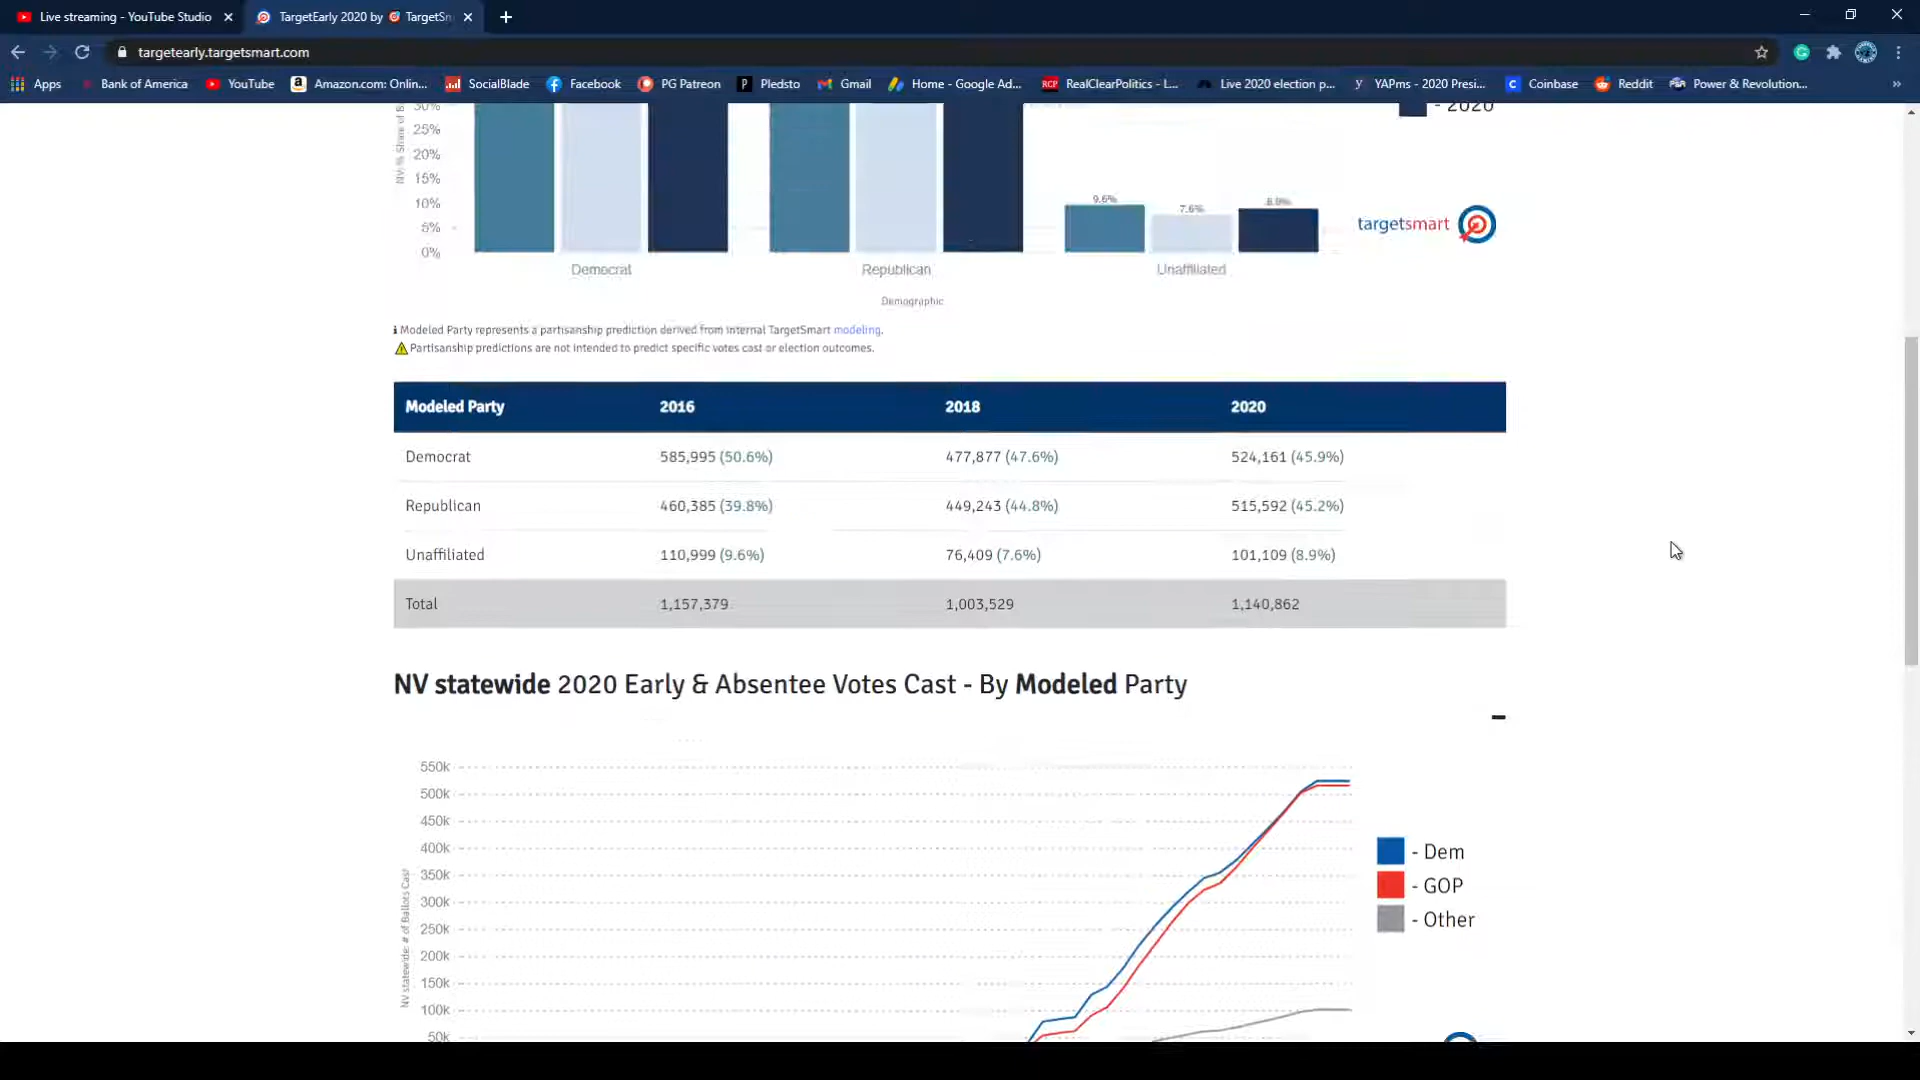 Live streaming - YouTube Studio
TargetEarly 2020 by TargetSm
targetearly.targetsmart.com
Apps Bank of America YouTube Amazon.com: Onlin... SocialBlade Facebook PG Patreon Pledsto Gmail Home - Google Ad... RealClearPolitics - L... Live 2020 election p... YAPms - 2020 Presi... Coinbase Reddit Power & Revolution... »
- 2020
30%
25%
20%
15%
10%
5%
0%
9.6%
7.6%
8.9%
Democrat
Republican
Unaffiliated
Demographic
targetsmart
Modeled Party represents a partisanship prediction derived from internal TargetSmart modeling.
Partisanship predictions are not intended to predict specific votes cast or election outcomes.
Modeled Party 2016 2018 2020
Democrat 585,995 (50.6%) 477,877 (47.6%) 524,161 (45.9%)
Republican 460,385 (39.8%) 449,243 (44.8%) 515,592 (45.2%)
Unaffiliated 110,999 (9.6%) 76,409 (7.6%) 101,109 (8.9%)
Total 1,157,379 1,003,529 1,140,862
NV statewide 2020 Early & Absentee Votes Cast - By Modeled Party
550k
500k
450k
400k
350k
300k
250k
200k
150k
100k
50k
NV statewide: # of Ballots Cast
- Dem
- GOP
- Other